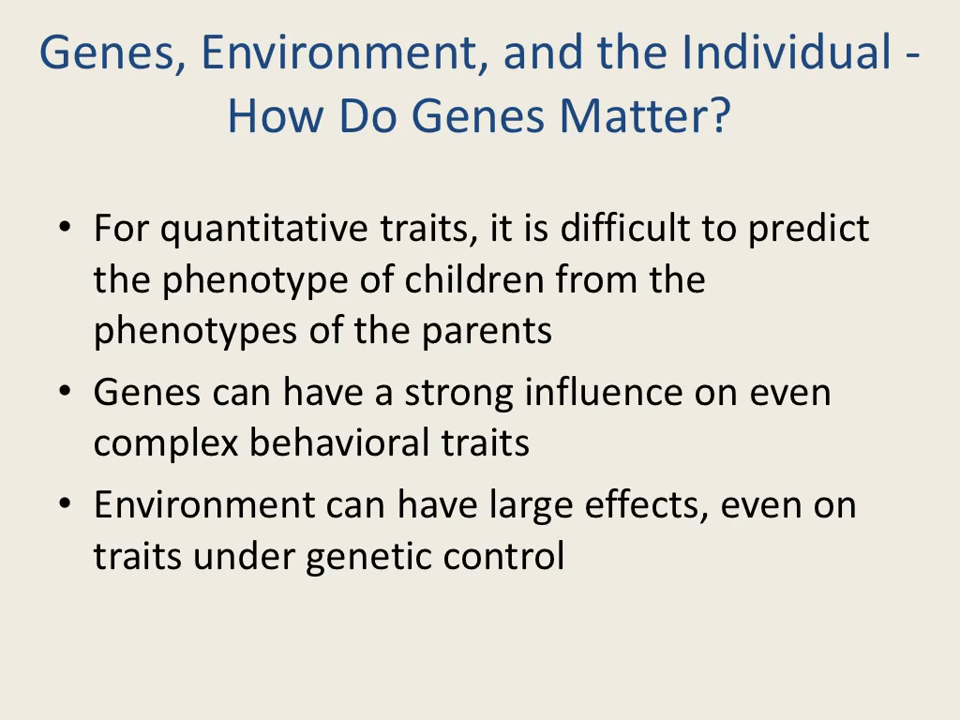 Genes, Environment, and the Individual -
How Do Genes Matter?
• For quantitative traits, it is difficult to predict
the phenotype of children from the
phenotypes of the parents
• Genes can have a strong influence on even
complex behavioral traits
• Environment can have large effects, even on
traits under genetic control